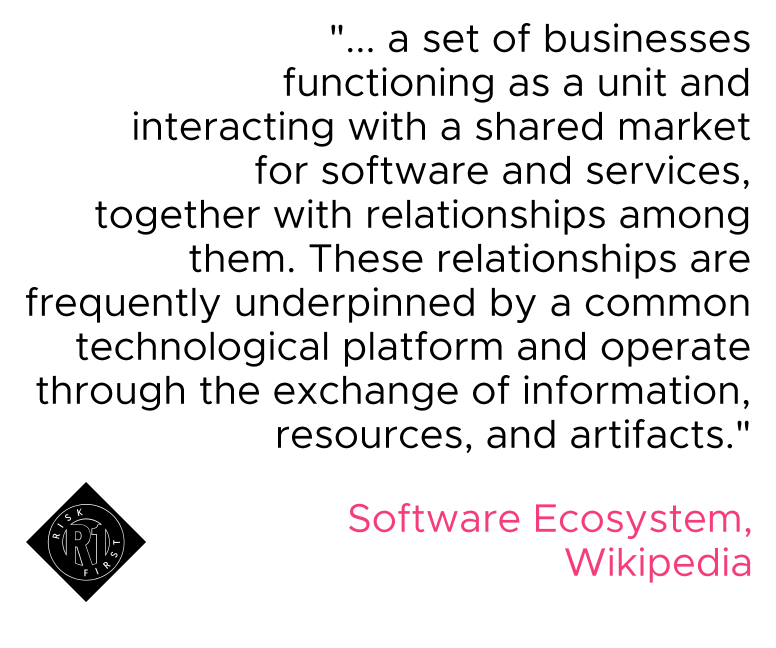 "... a set of businesses
functioning as a unit and
interacting with a shared market
for software and services,
together with relationships among
them. These relationships are
frequently underpinned by a common
technological platform and operate
through the exchange of information,
resources, and artifacts."
Software Ecosystem,
Wikipedia
RISK
R1
FIRST